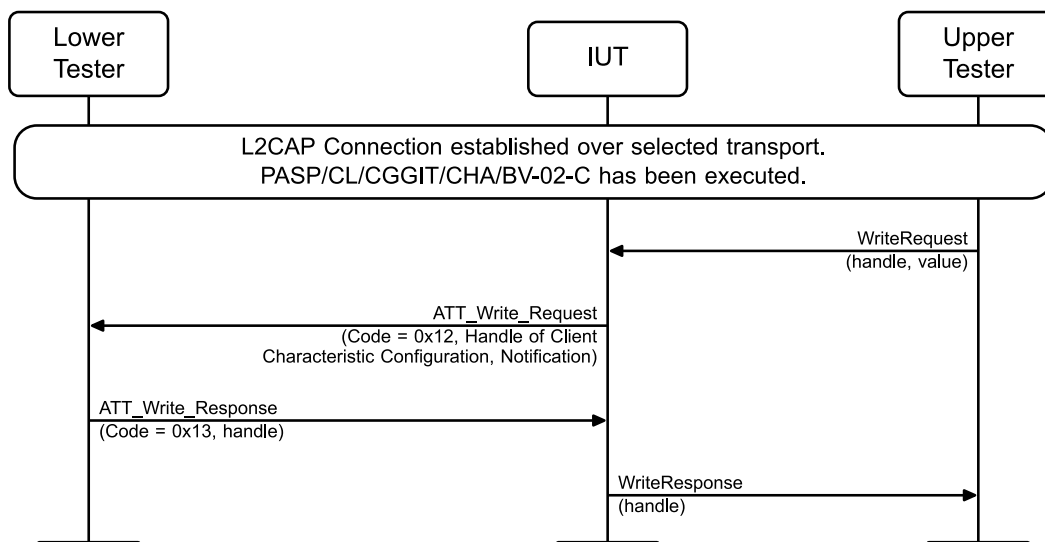 Lower
Tester
IUT
Upper
Tester
L2CAP Connection established over selected transport.
PASP/CL/CGGIT/CHA/BV-02-C has been executed.
WriteRequest
(handle, value)
ATT_Write_Request
(Code = 0x12, Handle of Client
Characteristic Configuration, Notification)
ATT_Write_Response
(Code = 0x13, handle)
WriteResponse
(handle)